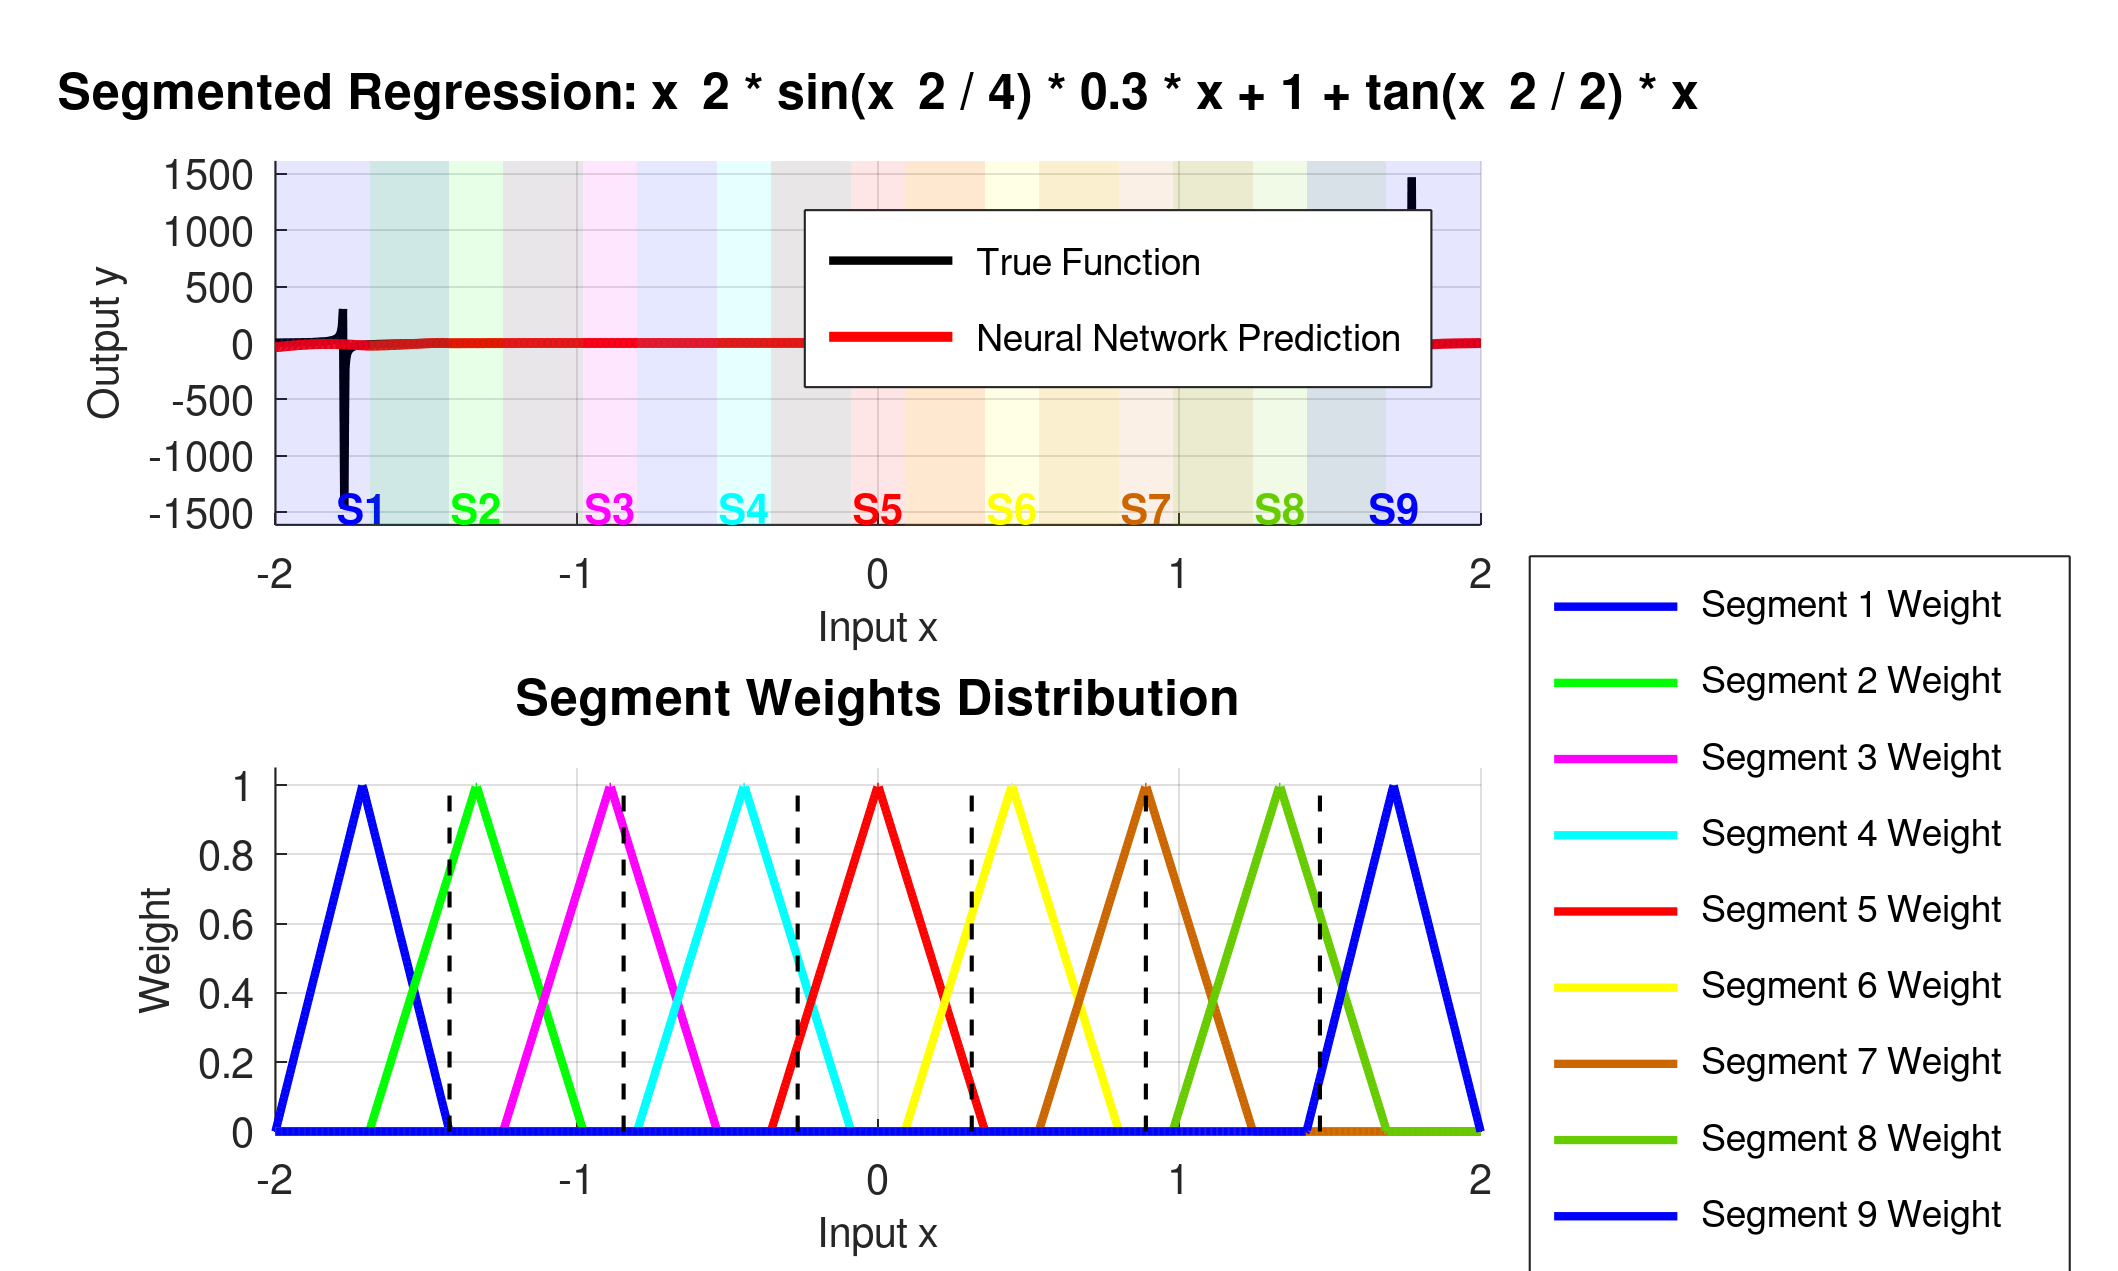 Segmented Regression: x 2 * sin(x 2 / 4) * 0.3 * x + 1 + tan(x 2 / 2) * x
1500
1000
500
0
-500
-1000
-1500
Output y
True Function
Neural Network Prediction
S1 S2 S3 S4 S5 S6 S7 S8 S9
-2 -1 0 1 2
Input x
Segment Weights Distribution
1
0.8
0.6
0.4
0.2
0
Weight
-2 -1 0 1 2
Input x
Segment 1 Weight
Segment 2 Weight
Segment 3 Weight
Segment 4 Weight
Segment 5 Weight
Segment 6 Weight
Segment 7 Weight
Segment 8 Weight
Segment 9 Weight